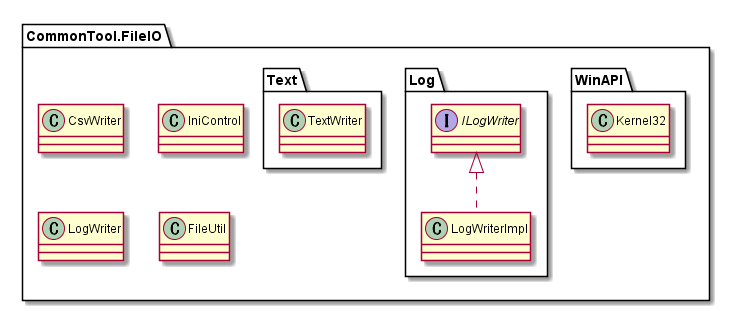 CommonTool.FileIO
Text
Log
WinAPI
C CsvWriter
C IniControl
C TextWriter
I ILogWriter
C Kernel32
C LogWriter
C FileUtil
C LogWriterImpl